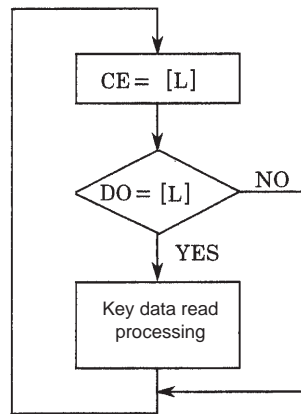 CE = [L]
DO = [L]
NO
YES
Key data read
processing